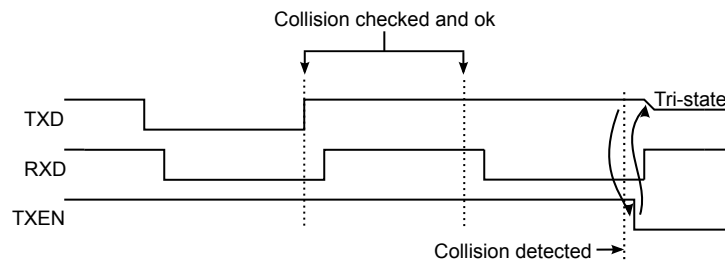 Collision checked and ok
Tri-state
TXD
RXD
TXEN
Collision detected